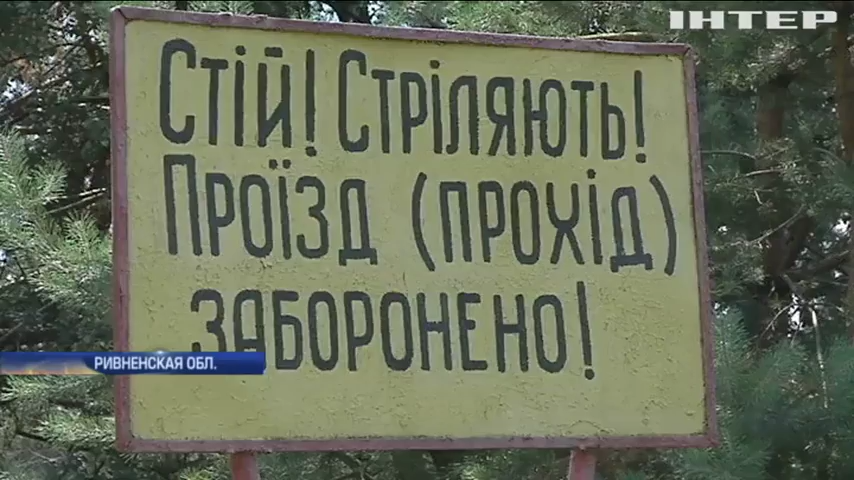 ІНТЕР
Стій! Стріляють!
Проїзд (прохід)
заборонено!
РИВНЕНСКАЯ ОБЛ.